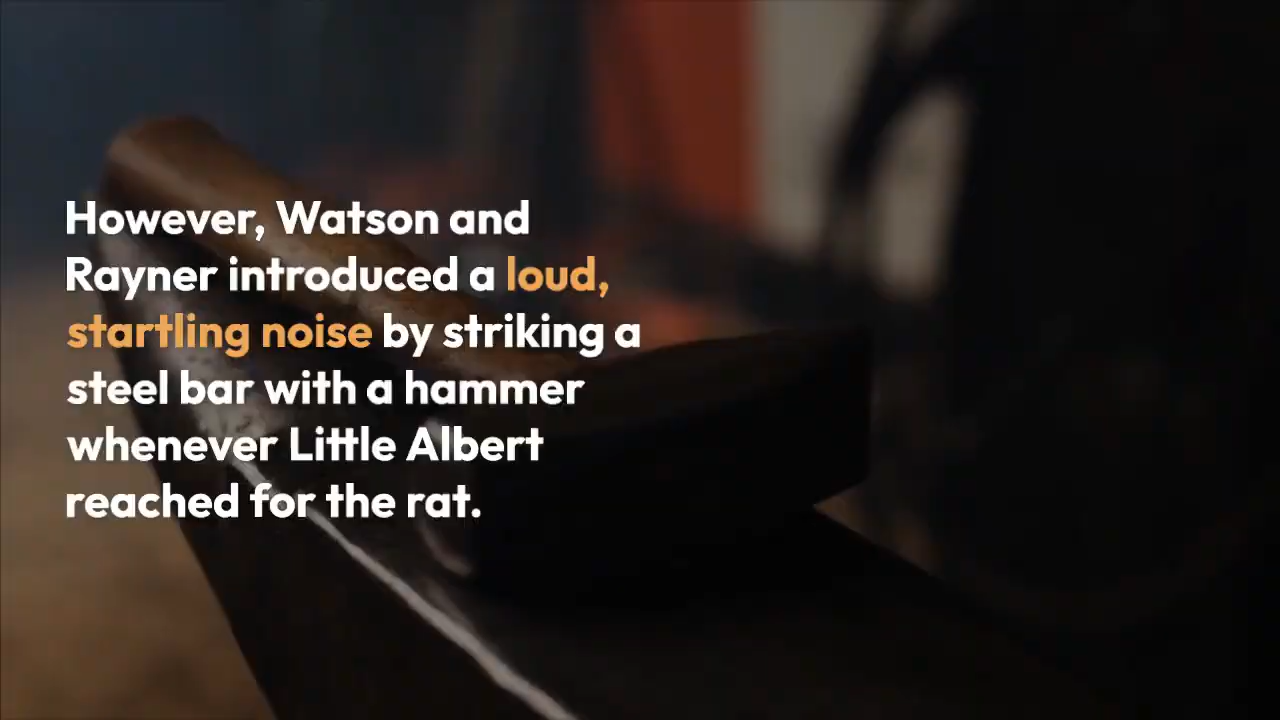 However, Watson and
Rayner introduced a loud,
startling noise by striking a
steel bar with a hammer
whenever Little Albert
reached for the rat.